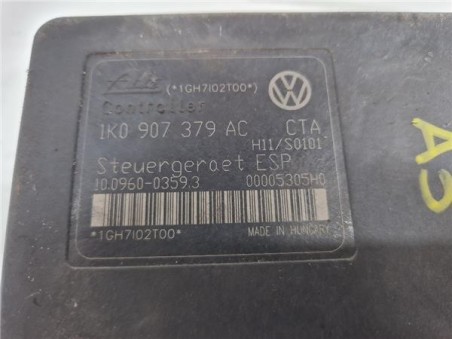 Ate (*1GH7I02T00*)
Controller
1K0 907 379 AC CTA
H11/S0101
Steuergeraet ESP
10.0960-0359.3 00005305H0
*1GH7I02T00*
MADE IN HUNGARY
A5